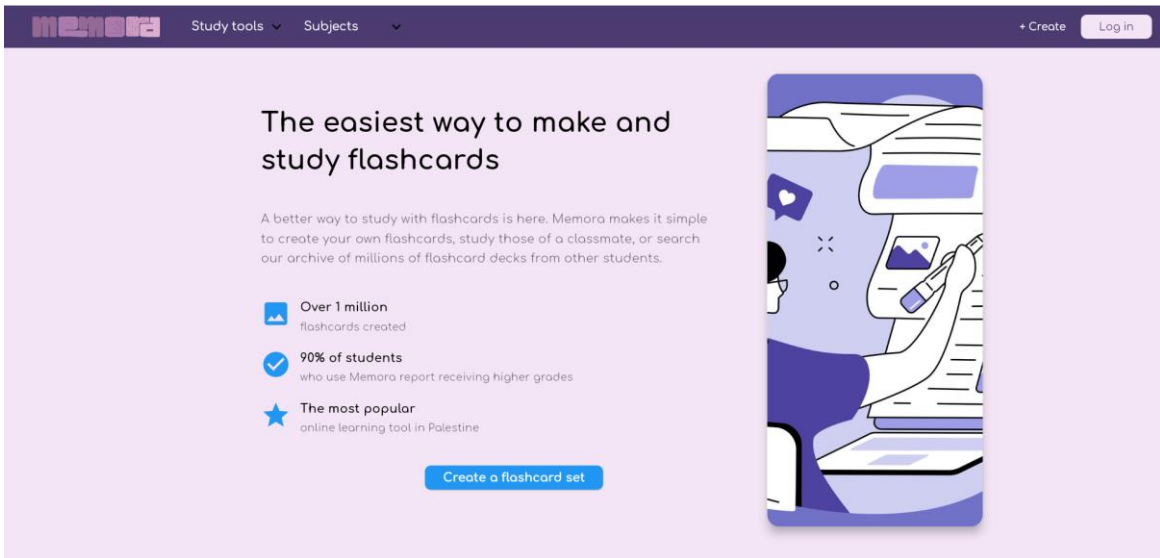 memora
Study tools
Subjects
+ Create
Log in
The easiest way to make and
study flashcards
A better way to study with flashcards is here. Memora makes it simple
to create your own flashcards, study those of a classmate, or search
our archive of millions of flashcard decks from other students.
Over 1 million
flashcards created
90% of students
who use Memora report receiving higher grades
The most popular
online learning tool in Palestine
Create a flashcard set